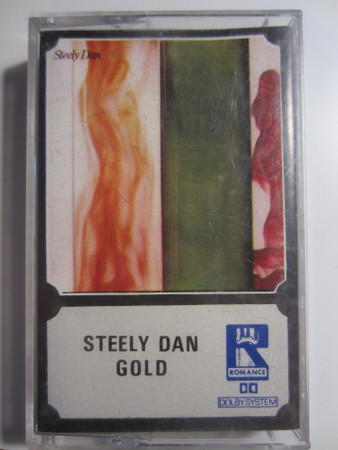 Steely Dan
STEELY DAN
GOLD
ROMANCE
DOLBY SYSTEM